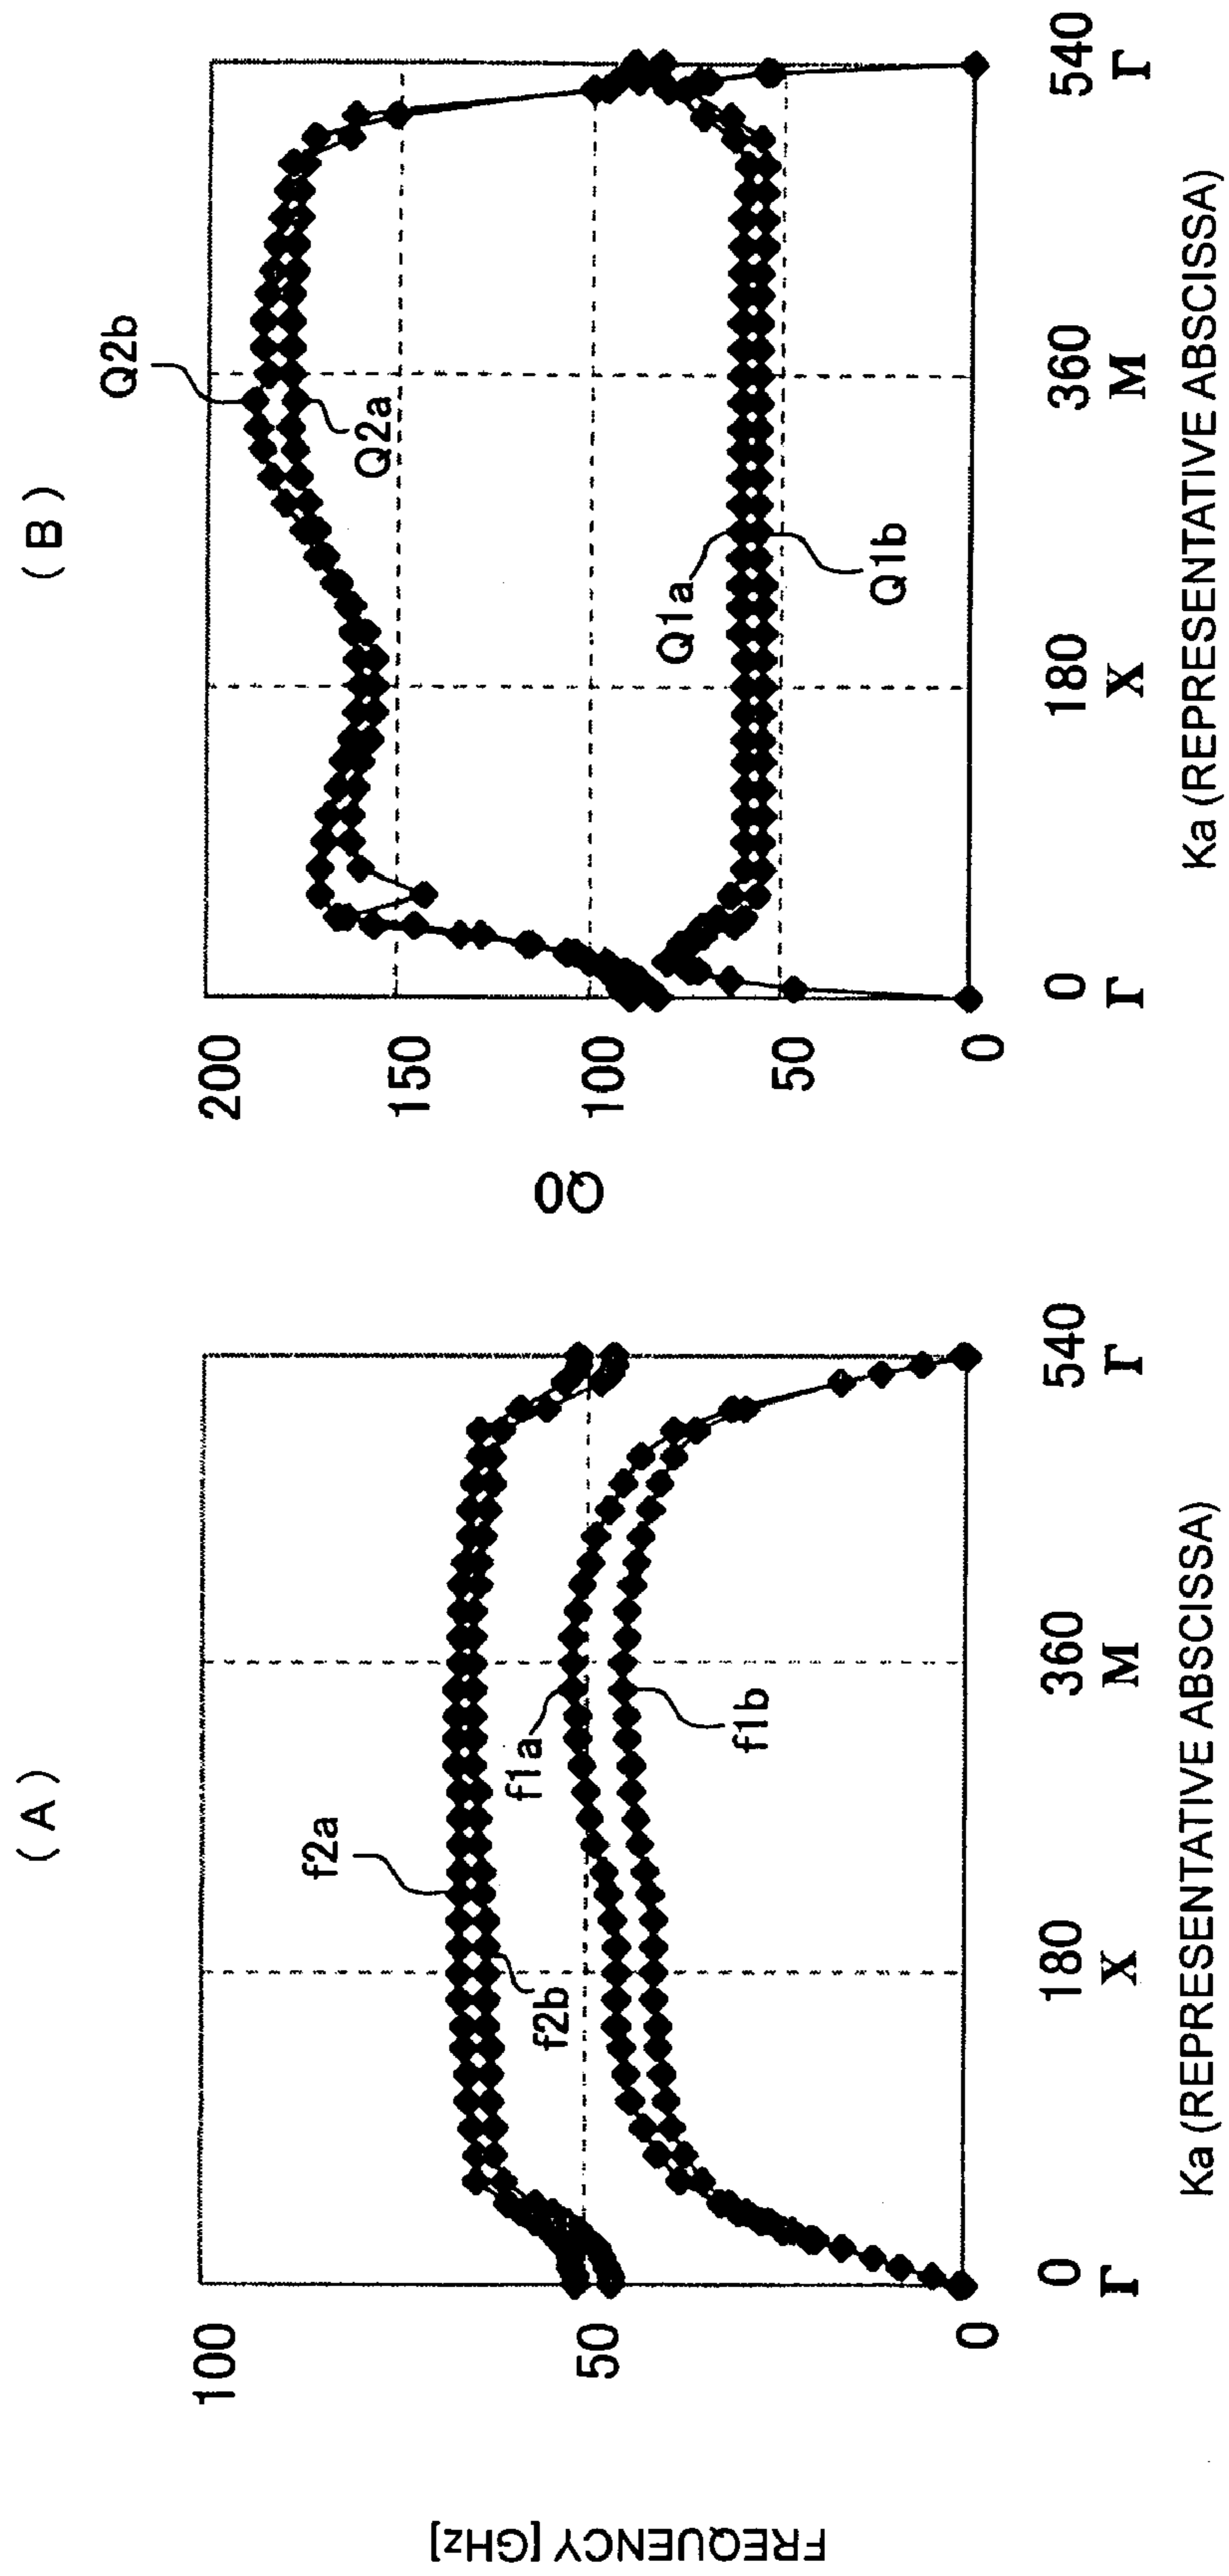 ( A )
FREQUENCY [GHz]
100
50
0
f2a
f2b
f1a
f1b
0 180 360 540
Γ X M Γ
Ka (REPRESENTATIVE ABSCISSA)
( B )
Q0
200
150
100
50
0
Q2b
Q2a
Q1a
Q1b
0 180 360 540
Γ X M Γ
Ka (REPRESENTATIVE ABSCISSA)